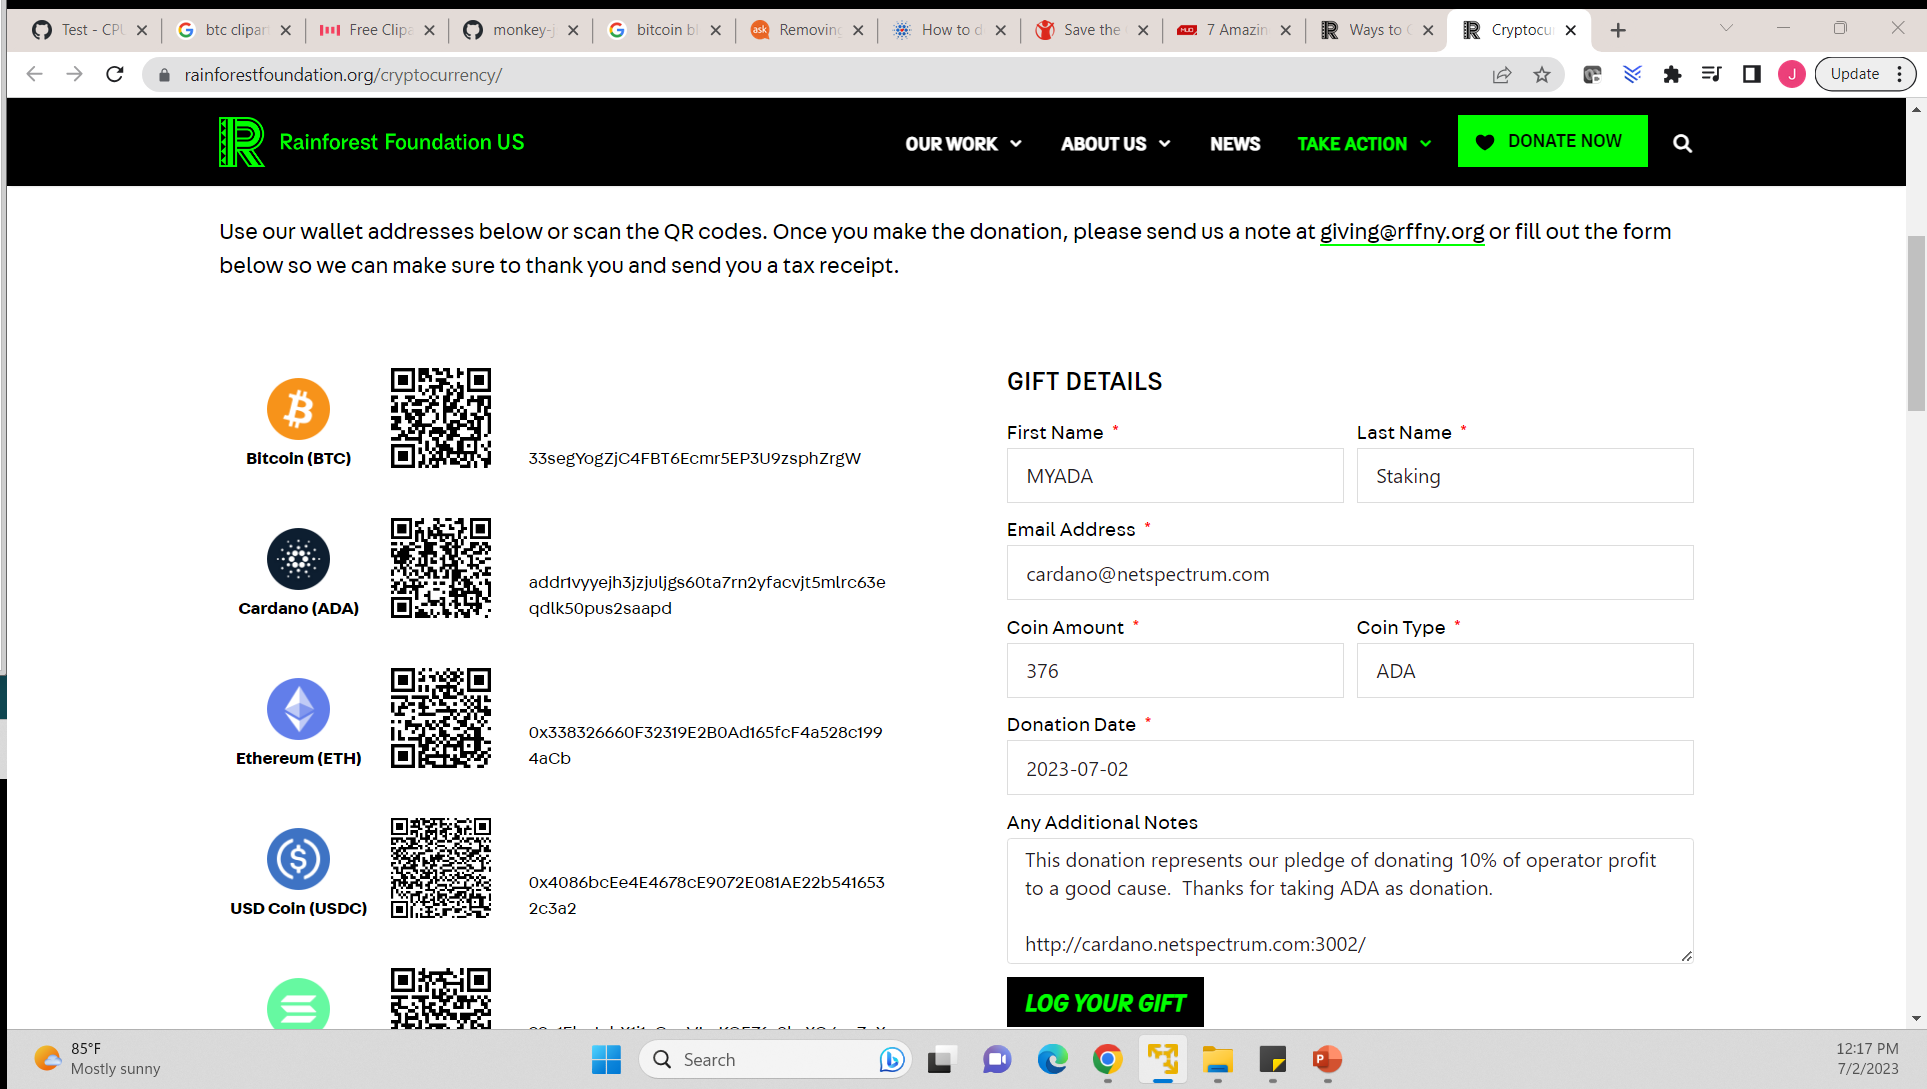 Test - CPU
btc clipart
Free Clipa
monkey-j
bitcoin bl
Removing
How to d
Save the
7 Amazin
Ways to
Cryptocu
rainforestfoundation.org/cryptocurrency/
J
Update
Rainforest Foundation US
OUR WORK
ABOUT US
NEWS
TAKE ACTION
DONATE NOW
Use our wallet addresses below or scan the QR codes. Once you make the donation, please send us a note at giving@rffny.org or fill out the form
below so we can make sure to thank you and send you a tax receipt.
Bitcoin (BTC)
33segYogZjC4FBT6Ecmr5EP3U9zsphZrgW
Cardano (ADA)
addr1vyyejh3jzjuljgs60ta7rn2yfacvjt5mlrc63e
qdlk50pus2saapd
Ethereum (ETH)
0x338326660F32319E2B0Ad165fcF4a528c199
4aCb
USD Coin (USDC)
0x4086bcEe4E4678cE9072E081AE22b541653
2c3a2
GIFT DETAILS
First Name *
Last Name *
MYADA
Staking
Email Address *
cardano@netspectrum.com
Coin Amount *
Coin Type *
376
ADA
Donation Date *
2023-07-02
Any Additional Notes
This donation represents our pledge of donating 10% of operator profit
to a good cause.  Thanks for taking ADA as donation.
http://cardano.netspectrum.com:3002/
LOG YOUR GIFT
85°F
Mostly sunny
Search
12:17 PM
7/2/2023